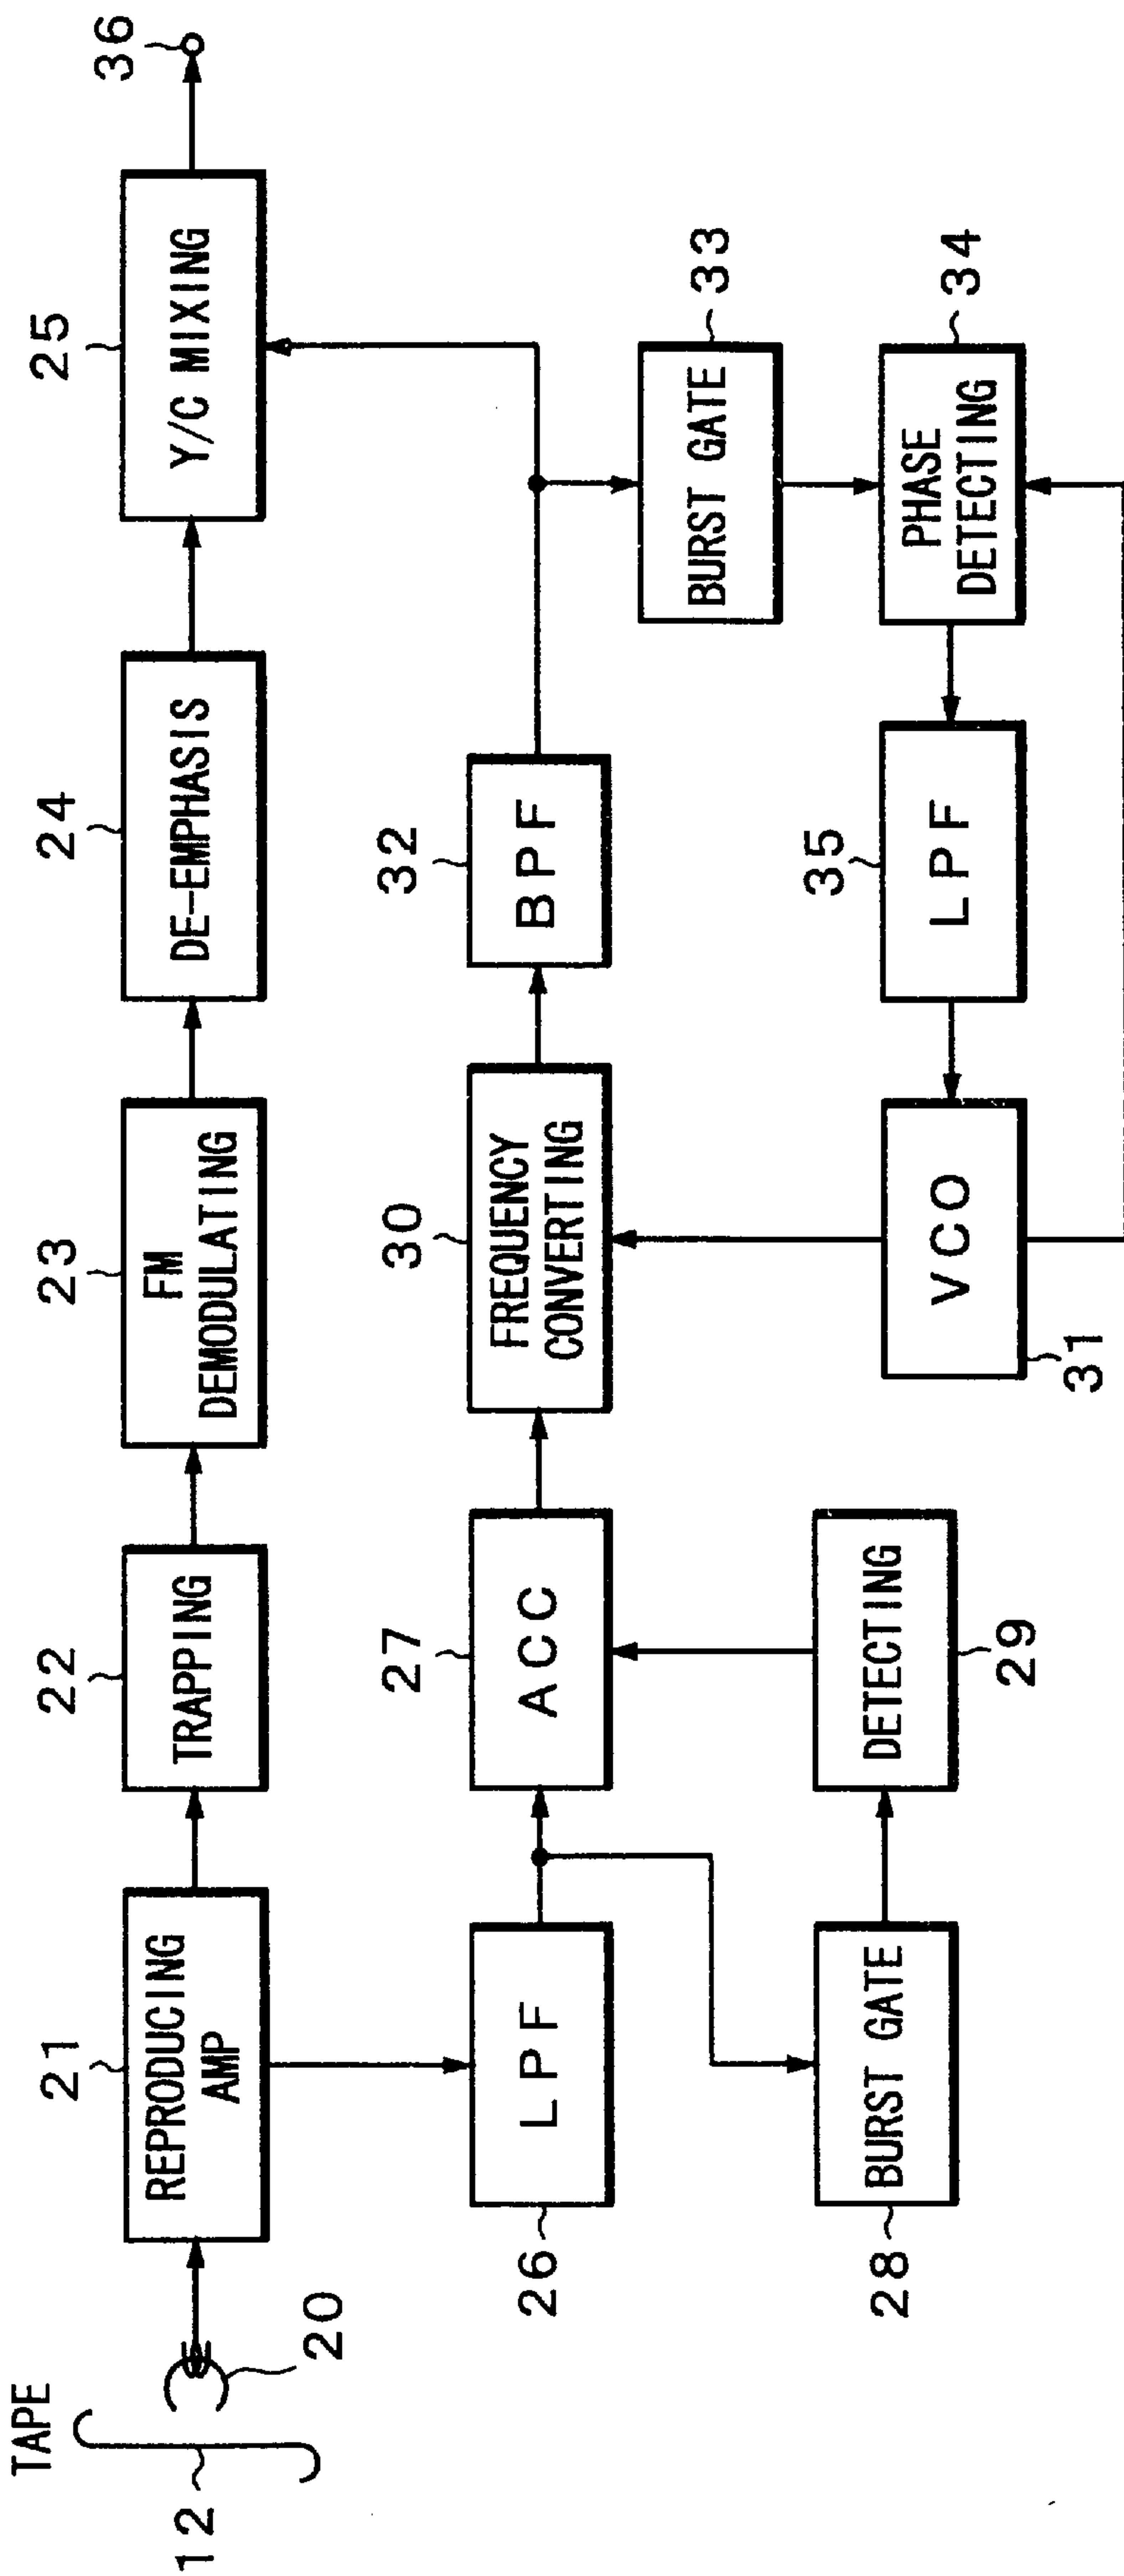 TAPE
12
20
21
REPRODUCING
AMP
22
TRAPPING
23
FM
DEMODULATING
24
DE-EMPHASIS
25
Y/C MIXING
36
26
LPF
27
ACC
30
FREQUENCY
CONVERTING
32
BPF
28
BURST GATE
29
DETECTING
31
VCO
35
LPF
33
BURST GATE
34
PHASE
DETECTING